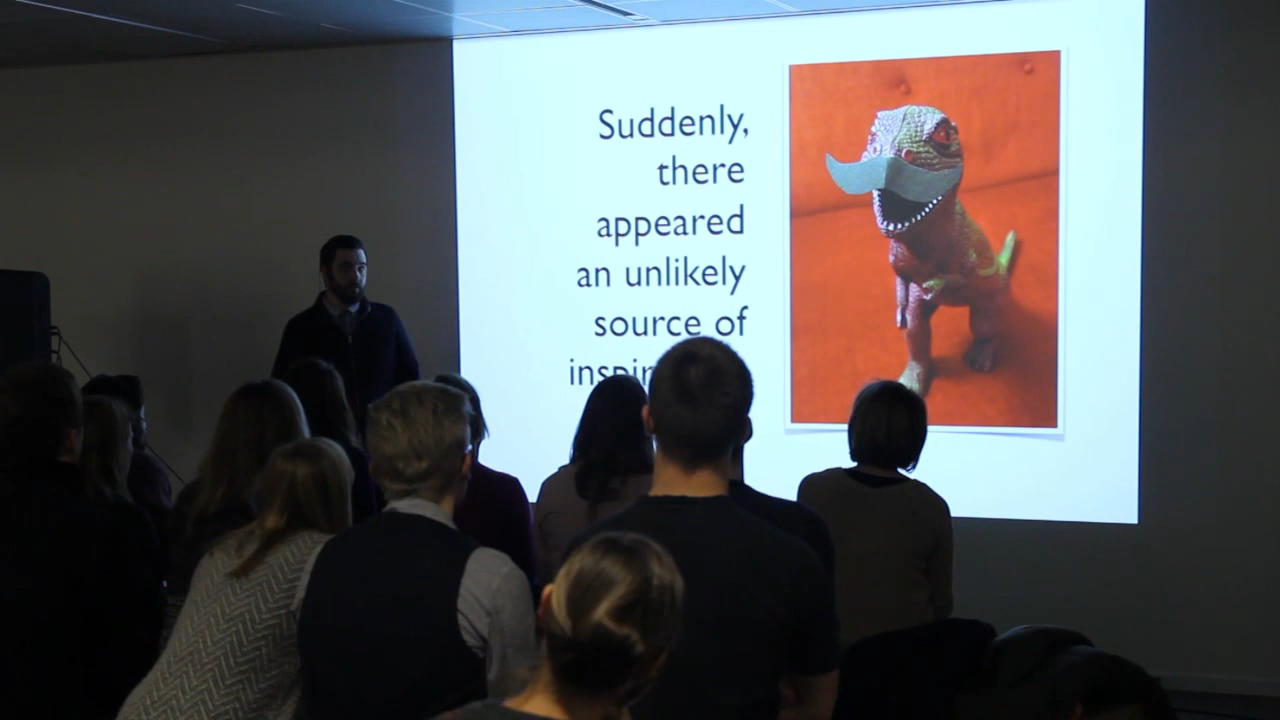 Suddenly,
there
appeared
an unlikely
source of